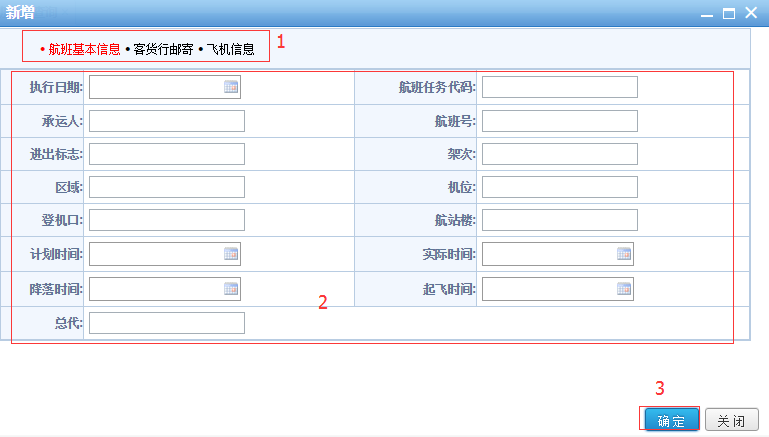 新增
• 航班基本信息 • 客货行邮寄 • 飞机信息 1
执行日期: 航班任务代码:
承运人: 航班号:
进出标志: 架次:
区域: 机位:
登机口: 航站楼:
计划时间: 实际时间:
降落时间: 起飞时间:
2
总代:
3
确定 关闭